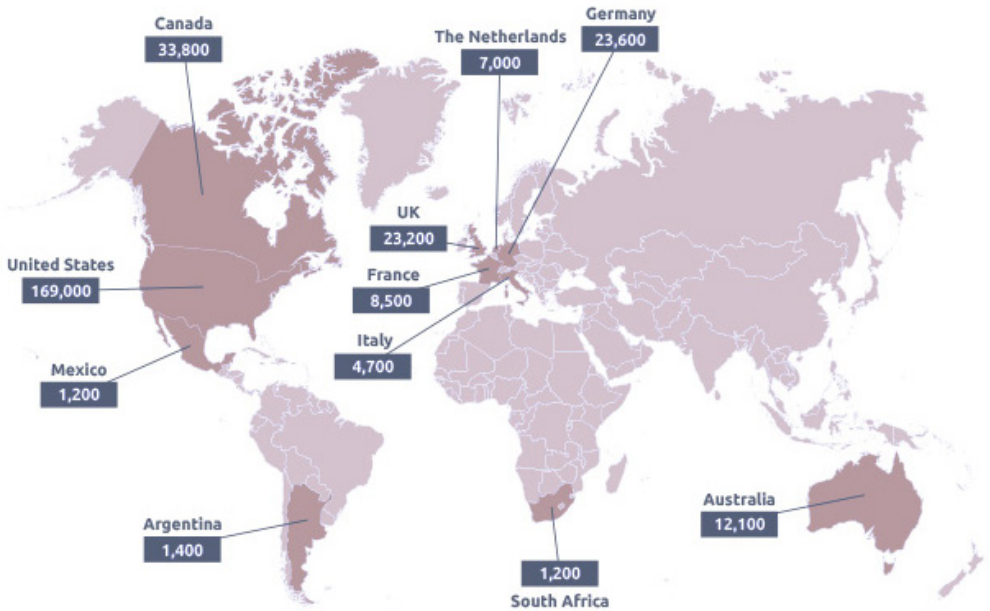 Germany
23,600
Canada
33,800
The Netherlands
7,000
UK
23,200
United States
169,000
France
8,500
Italy
4,700
Mexico
1,200
Australia
12,100
Argentina
1,400
1,200
South Africa